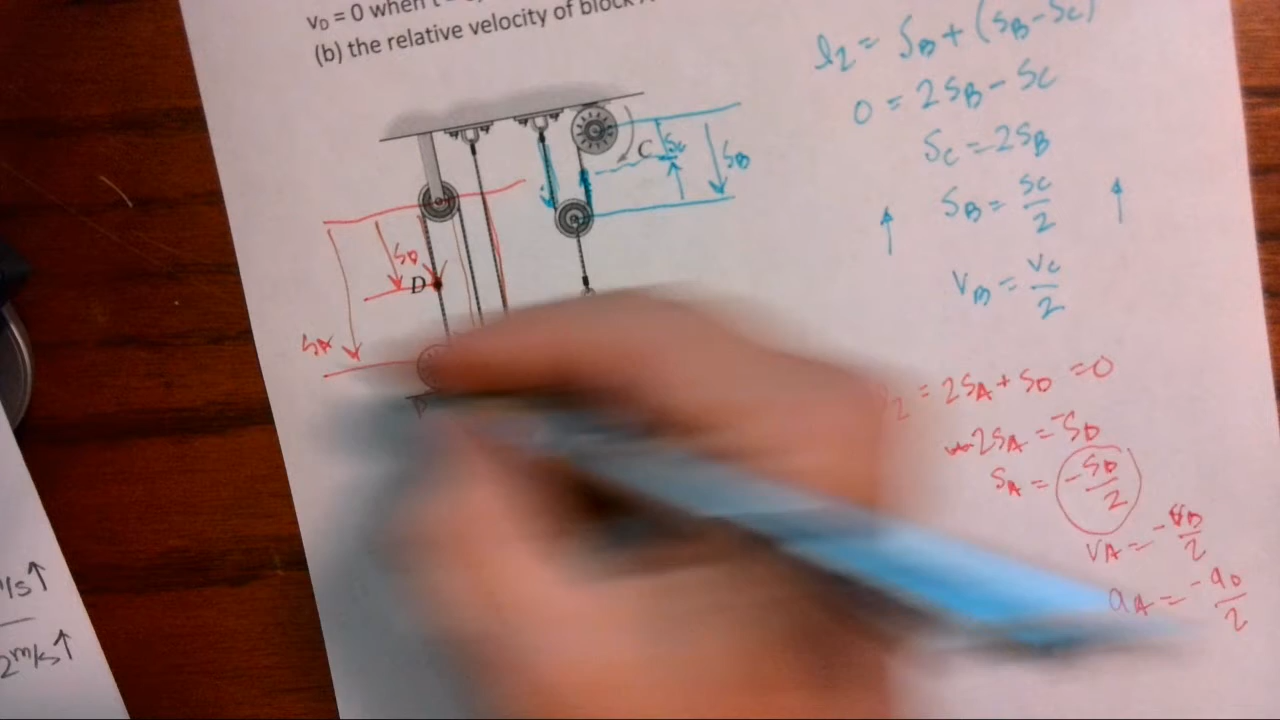 v_D = 0 when t
(b) the relative velocity of block
l_2 = S_B + (S_B - S_C)
0 = 2S_B - S_C
S_C = 2S_B
S_B = S_C/2
↑ ↑
V_B = V_C/2
C
S_C
S_B
S_D
D
S_A
2 = 2S_A + S_D = 0
2S_A = -S_D
S_A = -S_D/2
V_A = -V_D/2
a_A = -a_D/2
/s↑
2 m/s↑